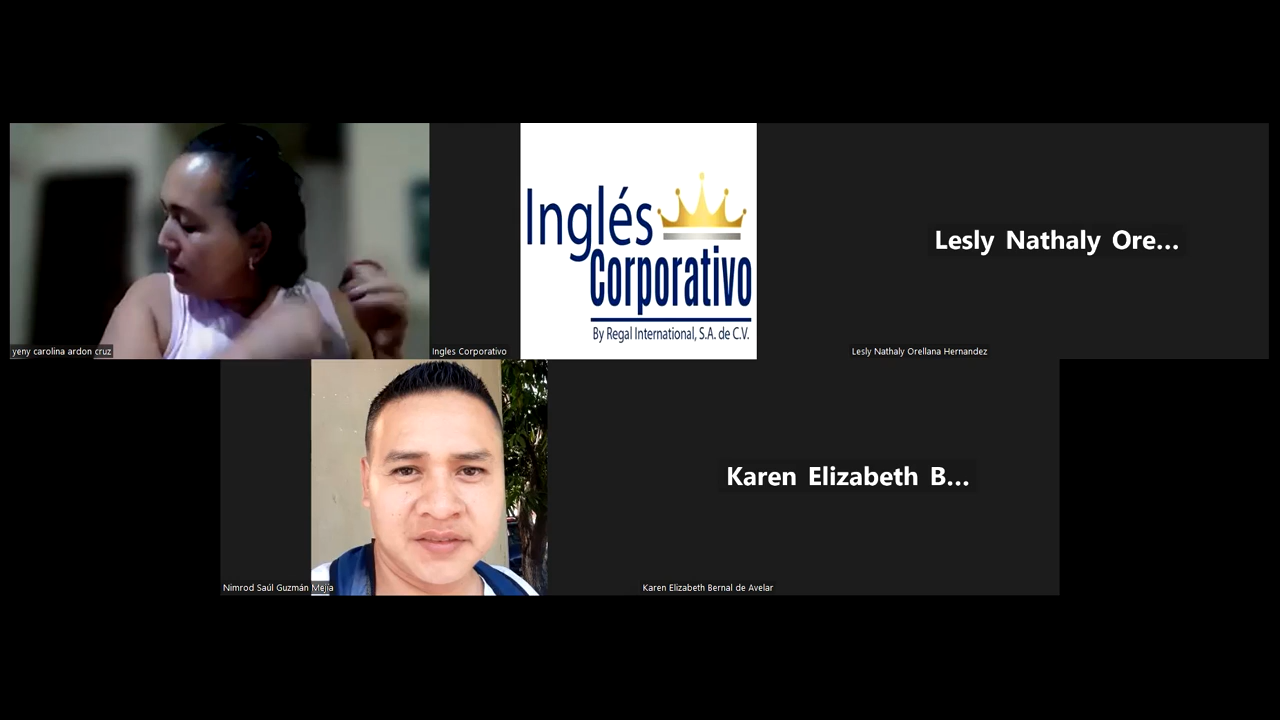 Inglés
Corporativo
By Regal International, S.A. de C.V.
Lesly Nathaly Ore...
yeny carolina ardon cruz
Ingles Corporativo
Lesly Nathaly Orellana Hernandez
Karen Elizabeth B...
Nimrod Saúl Guzmán Mejía
Karen Elizabeth Bernal de Avelar